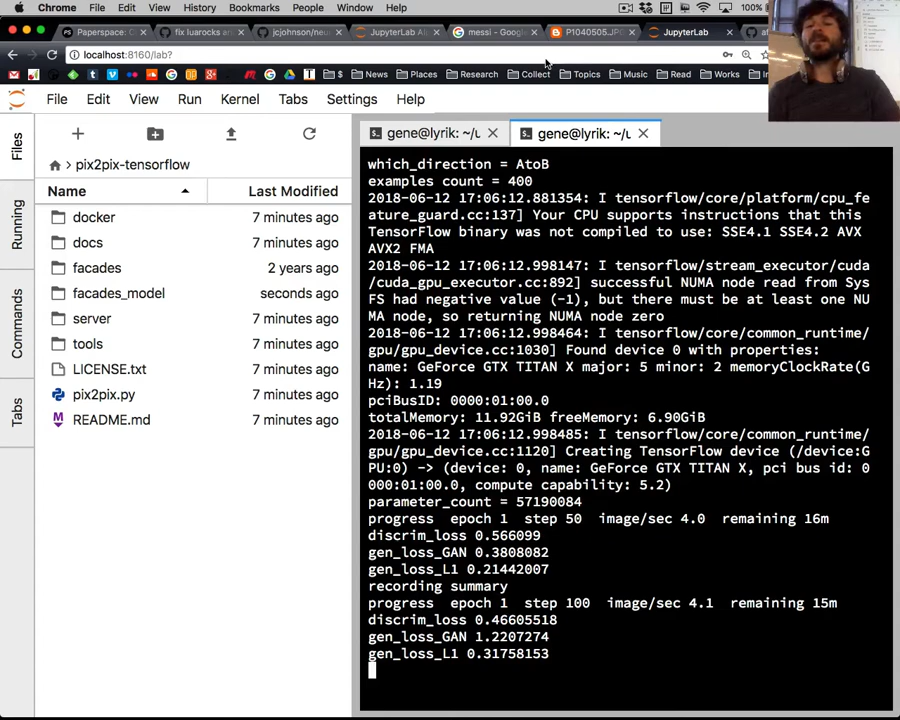 Chrome File Edit View History Bookmarks People Window Help 100%
Paperspace: C fix luarocks jcjohnson/neu JupyterLab Al messi - Goog P1040505.JPG JupyterLab
localhost:8160/lab?
$ News Places Research Collect Topics Music Read Works
File Edit View Run Kernel Tabs Settings Help
Files
Running
Commands
Tabs
pix2pix-tensorflow
Name Last Modified
docker 7 minutes ago
docs 7 minutes ago
facades 2 years ago
facades_model seconds ago
server 7 minutes ago
tools 7 minutes ago
LICENSE.txt 7 minutes ago
pix2pix.py 7 minutes ago
README.md 7 minutes ago
gene@lyrik: ~/u gene@lyrik: ~/u
which_direction = AtoB
examples count = 400
2018-06-12 17:06:12.881354: I tensorflow/core/platform/cpu_fe
ature_guard.cc:137] Your CPU supports instructions that this
TensorFlow binary was not compiled to use: SSE4.1 SSE4.2 AVX
AVX2 FMA
2018-06-12 17:06:12.998147: I tensorflow/stream_executor/cuda
/cuda_gpu_executor.cc:892] successful NUMA node read from Sys
FS had negative value (-1), but there must be at least one NU
MA node, so returning NUMA node zero
2018-06-12 17:06:12.998464: I tensorflow/core/common_runtime/
gpu/gpu_device.cc:1030] Found device 0 with properties:
name: GeForce GTX TITAN X major: 5 minor: 2 memoryClockRate(G
Hz): 1.19
pciBusID: 0000:01:00.0
totalMemory: 11.92GiB freeMemory: 6.90GiB
2018-06-12 17:06:12.998485: I tensorflow/core/common_runtime/
gpu/gpu_device.cc:1120] Creating TensorFlow device (/device:G
PU:0) -> (device: 0, name: GeForce GTX TITAN X, pci bus id: 0
000:01:00.0, compute capability: 5.2)
parameter_count = 57190084
progress epoch 1 step 50 image/sec 4.0 remaining 16m
discrim_loss 0.566099
gen_loss_GAN 0.3808082
gen_loss_L1 0.21442007
recording summary
progress epoch 1 step 100 image/sec 4.1 remaining 15m
discrim_loss 0.46605518
gen_loss_GAN 1.2207274
gen_loss_L1 0.31758153